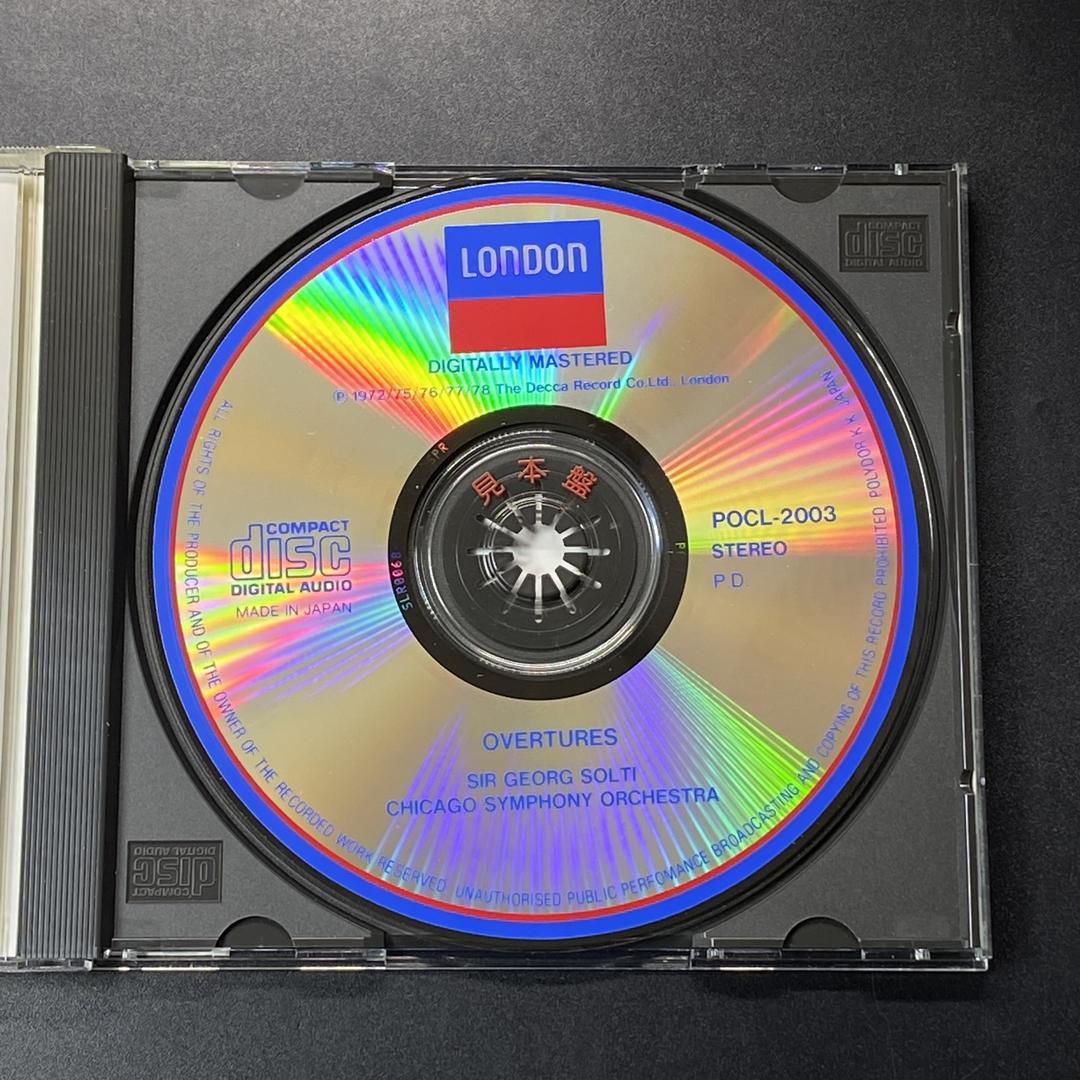 LONDON
DIGITALLY MASTERED
℗ 1972/75/76/77/78 The Decca Record Co.Ltd., London
見本盤
COMPACT
disc
DIGITAL AUDIO
MADE IN JAPAN
POCL-2003
STEREO
P.D.
OVERTURES
SIR GEORG SOLTI
CHICAGO SYMPHONY ORCHESTRA
ALL RIGHTS OF THE PRODUCER AND OF THE OWNER OF THE RECORDED WORK RESERVED UNAUTHORISED PUBLIC PERFOMANCE BROADCASTING AND COPYING OF THIS RECORD PROHIBITED POLYDOR K.K. JAPAN
COMPACT
disc
DIGITAL AUDIO
COMPACT
disc
DIGITAL AUDIO